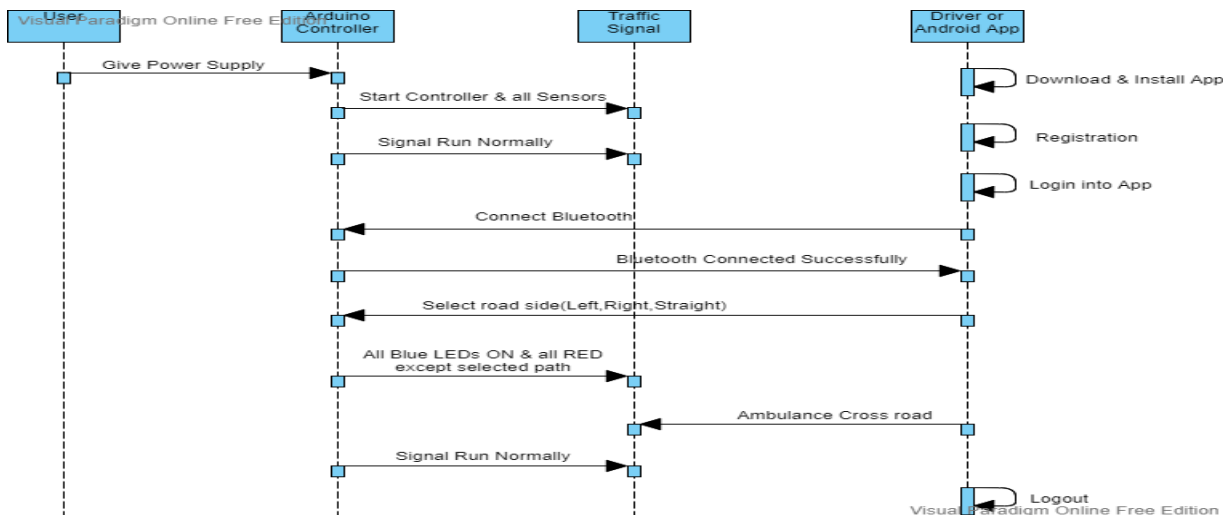 Visual Paradigm Online Free Edition
User
Arduino
Controller
Traffic
Signal
Driver or
Android App
Give Power Supply
Download & Install App
Start Controller & all Sensors
Registration
Signal Run Normally
Login into App
Connect Bluetooth
Bluetooth Connected Successfully
Select road side(Left,Right,Straight)
All Blue LEDs ON & all RED
except selected path
Ambulance Cross road
Signal Run Normally
Logout
Visual Paradigm Online Free Edition